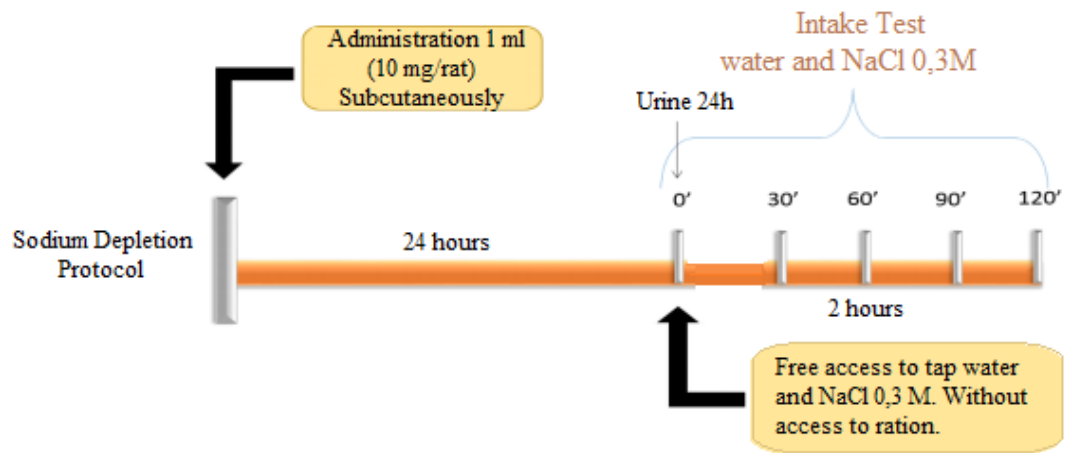 Administration 1 ml
(10 mg/rat)
Subcutaneously
Intake Test
water and NaCl 0,3M
Urine 24h
0’
30’
60’
90’
120’
Sodium Depletion
Protocol
24 hours
2 hours
Free access to tap water
and NaCl 0,3 M. Without
access to ration.